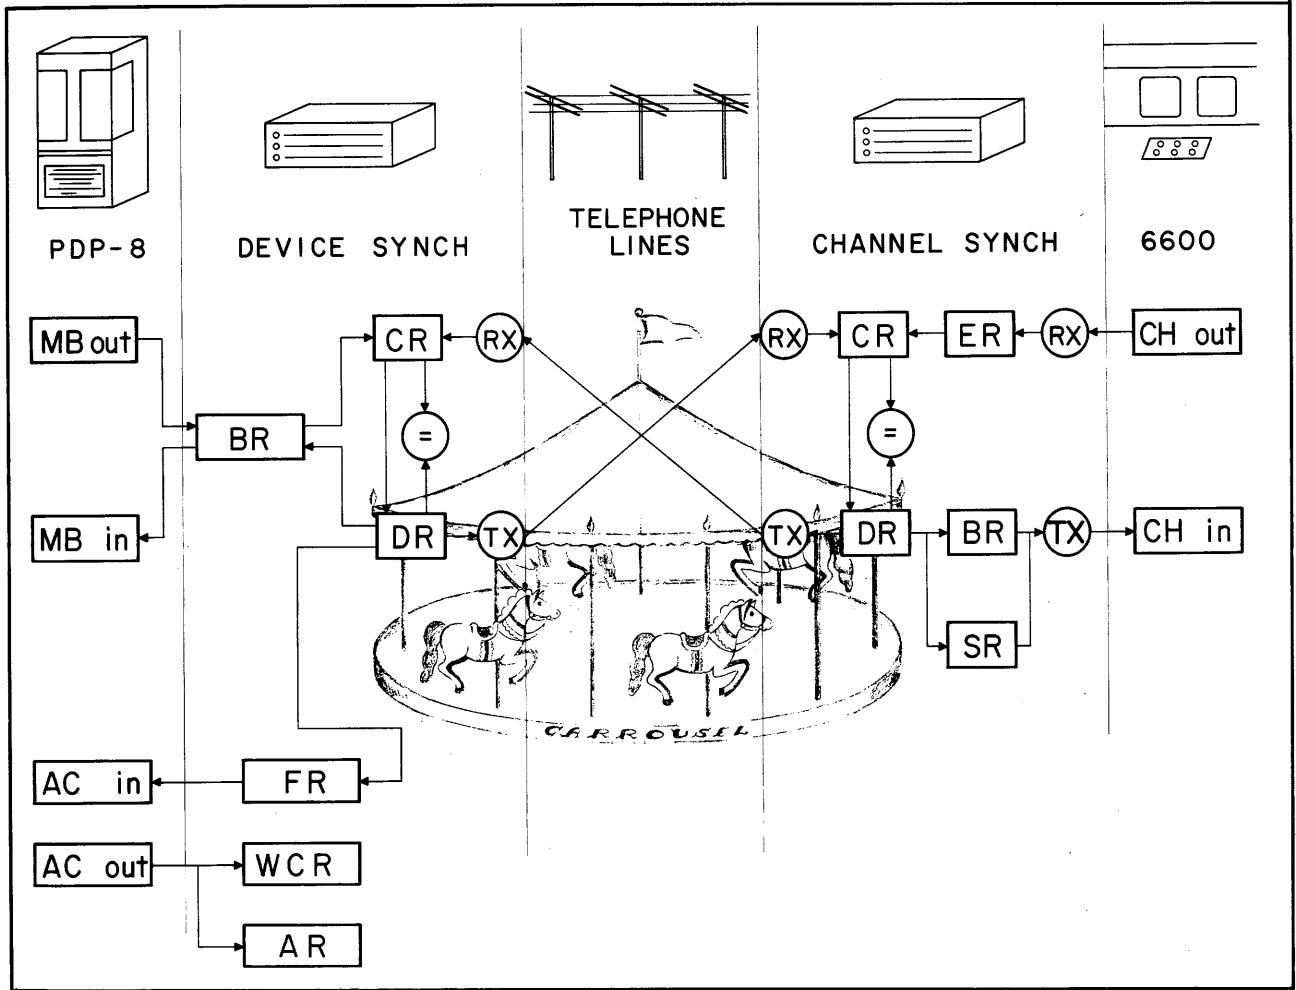 PDP-8
DEVICE SYNCH
TELEPHONE
LINES
CHANNEL SYNCH
6600
MB out
CR
RX
RX
CR
ER
RX
CH out
BR
=
=
MB in
DR
TX
TX
DR
BR
TX
CH in
SR
CARROUSEL
AC in
FR
AC out
WCR
AR